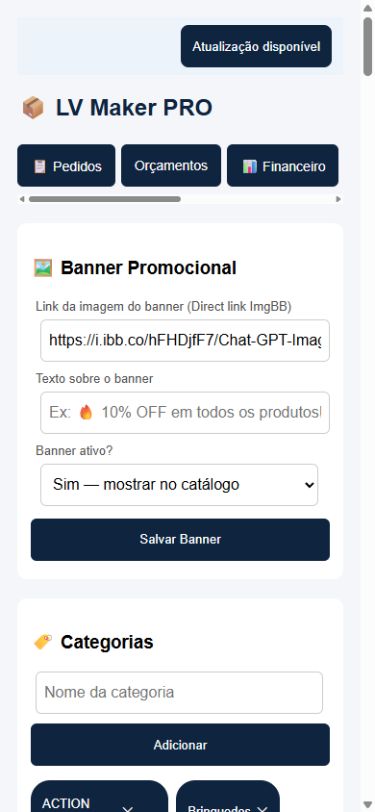 Atualização disponível
📦 LV Maker PRO
📋 Pedidos
Orçamentos
📊 Financeiro
🖼️ Banner Promocional
Link da imagem do banner (Direct link ImgBB)
https://i.ibb.co/hFHDjfF7/Chat-GPT-Imag
Texto sobre o banner
Ex: 🔥 10% OFF em todos os produtos!
Banner ativo?
Sim — mostrar no catálogo
Salvar Banner
🏷️ Categorias
Nome da categoria
Adicionar
ACTION
Brinquedos